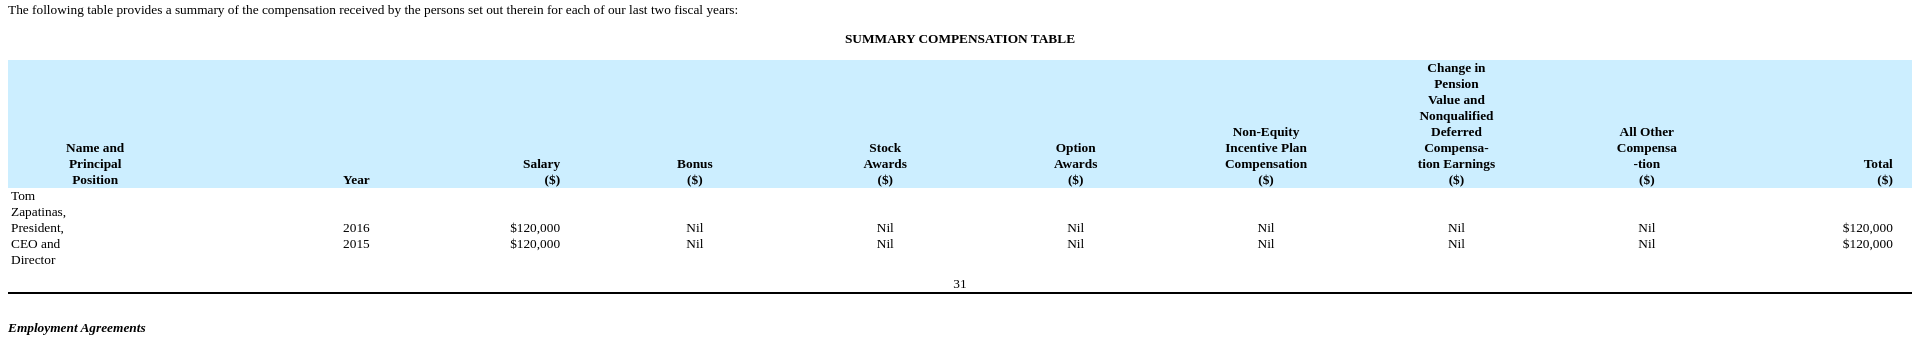 The following table provides a summary of the compensation received by the persons set out therein for each of our last two fiscal years:
SUMMARY COMPENSATION TABLE
Name and Principal Position Year Salary ($) Bonus ($) Stock Awards ($) Option Awards ($) Non-Equity Incentive Plan Compensation ($) Change in Pension Value and Nonqualified Deferred Compensa- tion Earnings ($) All Other Compensa -tion ($) Total ($)
Tom
Zapatinas,
President, 2016 $120,000 Nil Nil Nil Nil Nil Nil $120,000
CEO and 2015 $120,000 Nil Nil Nil Nil Nil Nil $120,000
Director
31
Employment Agreements